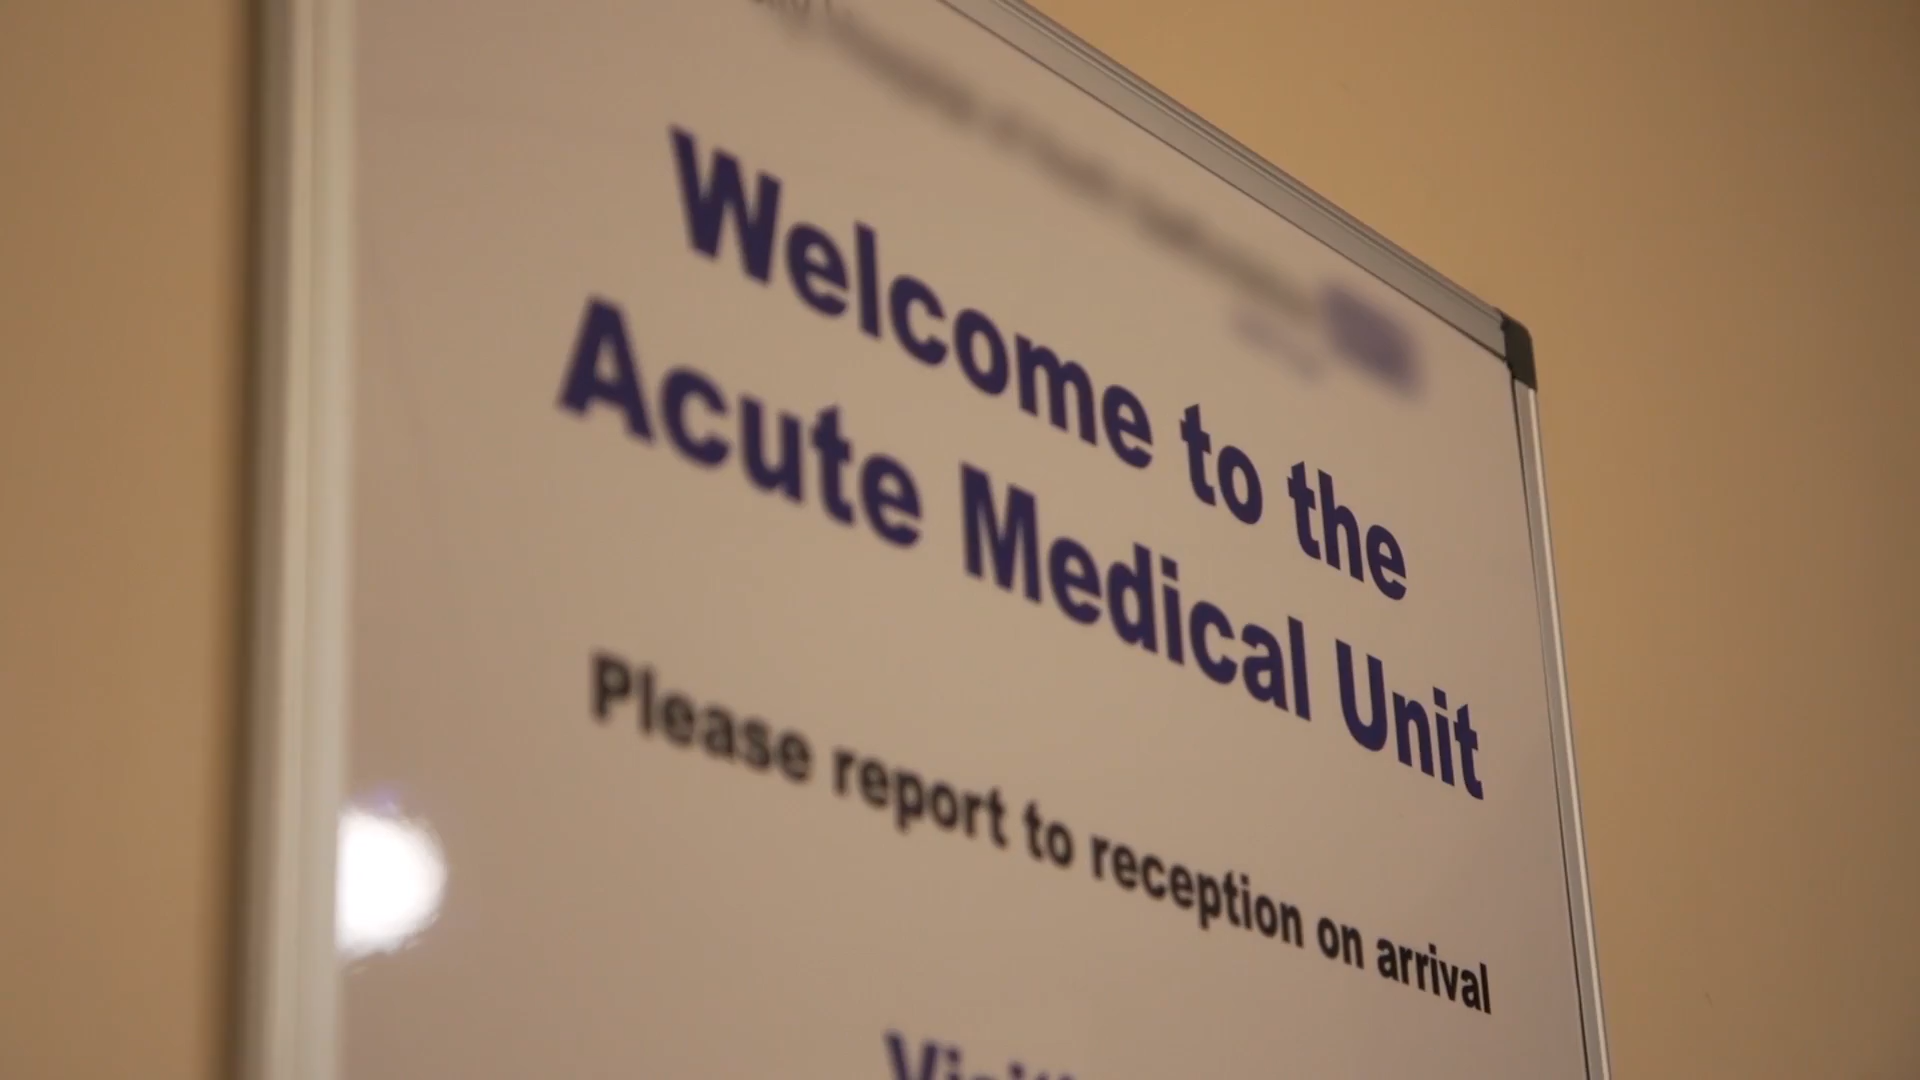 Welcome to the
Acute Medical Unit
Please report to reception on arrival